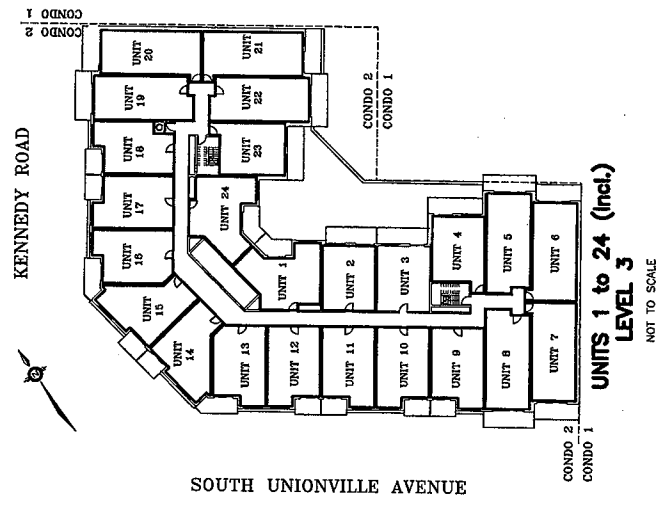 CONDO 1
CONDO 2
UNIT
20
UNIT
21
UNIT
19
UNIT
22
UNIT
18
UNIT
23
UNIT
17
UNIT
24
UNIT
16
UNIT
15
UNIT
14
UNIT 1
UNIT 2
UNIT 3
UNIT 4
UNIT 5
UNIT 6
UNIT 13
UNIT 12
UNIT 11
UNIT 10
UNIT 9
UNIT 8
UNIT 7
CONDO 2
CONDO 1
KENNEDY ROAD
UNITS 1 to 24 (Incl.)
LEVEL 3
NOT TO SCALE
CONDO 2
CONDO 1
SOUTH UNIONVILLE AVENUE